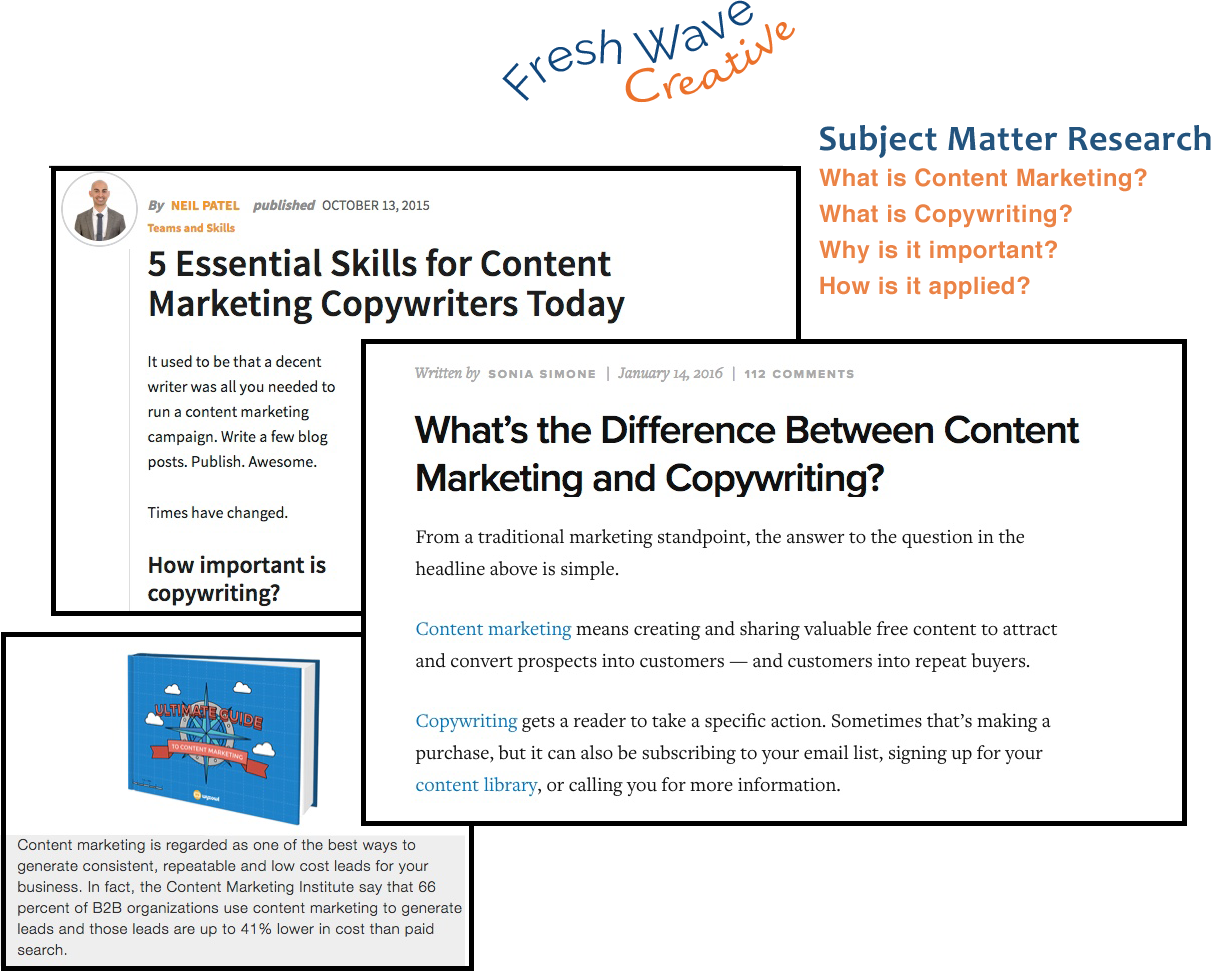 Fresh Wave
Creative
Subject Matter Research
What is Content Marketing?
What is Copywriting?
Why is it important?
How is it applied?
By NEIL PATEL published OCTOBER 13, 2015
Teams and Skills
5 Essential Skills for Content
Marketing Copywriters Today
It used to be that a decent
writer was all you needed to
run a content marketing
campaign. Write a few blog
posts. Publish. Awesome.
Times have changed.
How important is
copywriting?
Written by SONIA SIMONE | January 14, 2016 | 112 COMMENTS
What’s the Difference Between Content
Marketing and Copywriting?
From a traditional marketing standpoint, the answer to the question in the
headline above is simple.
Content marketing means creating and sharing valuable free content to attract
and convert prospects into customers — and customers into repeat buyers.
Copywriting gets a reader to take a specific action. Sometimes that’s making a
purchase, but it can also be subscribing to your email list, signing up for your
content library, or calling you for more information.
ULTIMATE GUIDE
TO CONTENT MARKETING
Content marketing is regarded as one of the best ways to
generate consistent, repeatable and low cost leads for your
business. In fact, the Content Marketing Institute say that 66
percent of B2B organizations use content marketing to generate
leads and those leads are up to 41% lower in cost than paid
search.